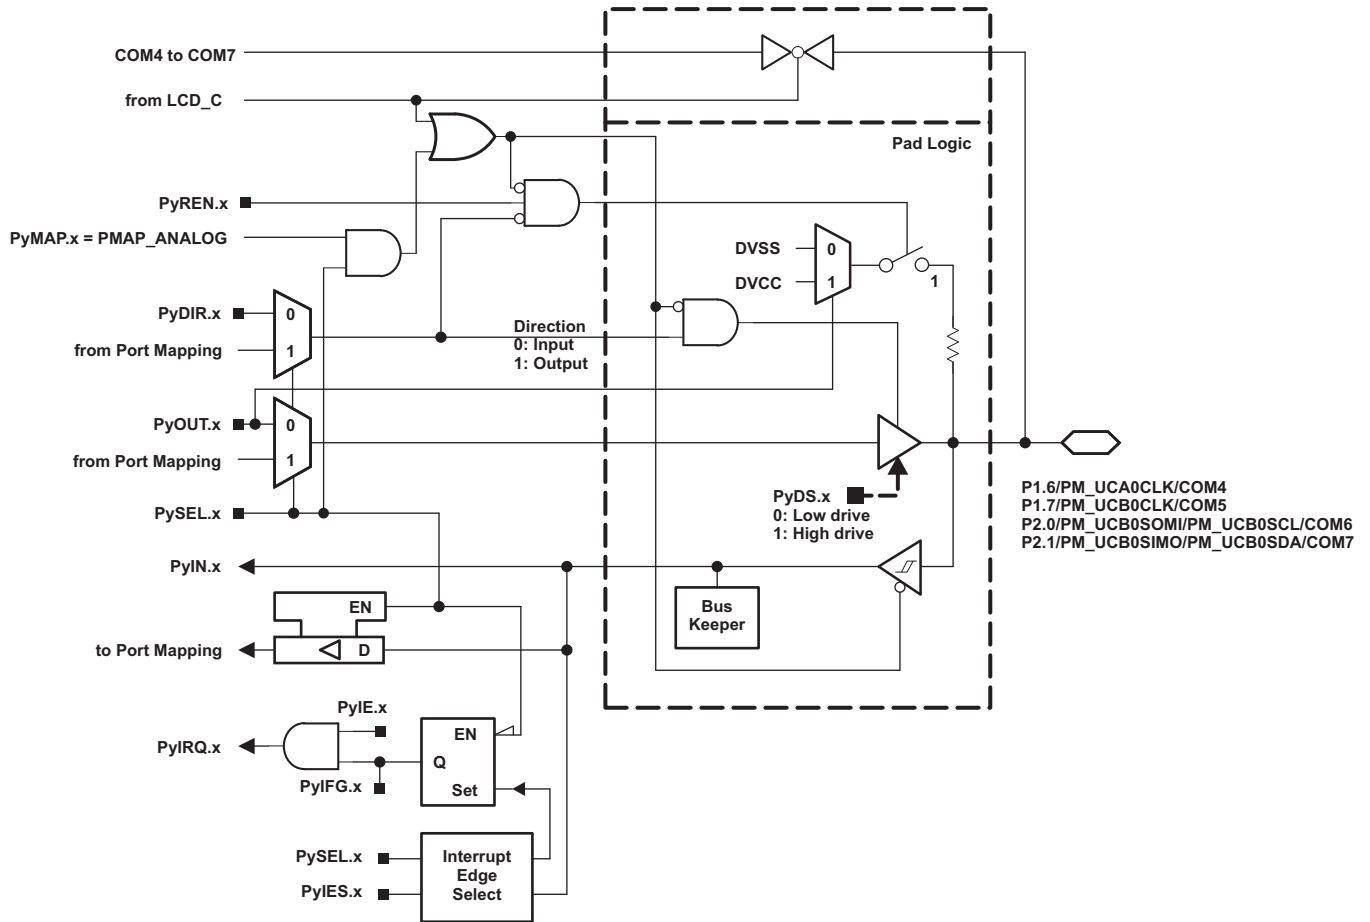 COM4 to COM7
from LCD_C
Pad Logic
PyREN.x
PyMAP.x = PMAP_ANALOG
DVSS
0
DVCC
1
1
PyDIR.x
0
from Port Mapping
1
Direction
0: Input
1: Output
PyOUT.x
0
from Port Mapping
1
PyDS.x
0: Low drive
1: High drive
P1.6/PM_UCA0CLK/COM4
P1.7/PM_UCB0CLK/COM5
P2.0/PM_UCB0SOMI/PM_UCB0SCL/COM6
P2.1/PM_UCB0SIMO/PM_UCB0SDA/COM7
PySEL.x
PyIN.x
Bus
Keeper
EN
to Port Mapping
D
PyIE.x
EN
PyIRQ.x
Q
PyIFG.x
Set
PySEL.x
PyIES.x
Interrupt
Edge
Select